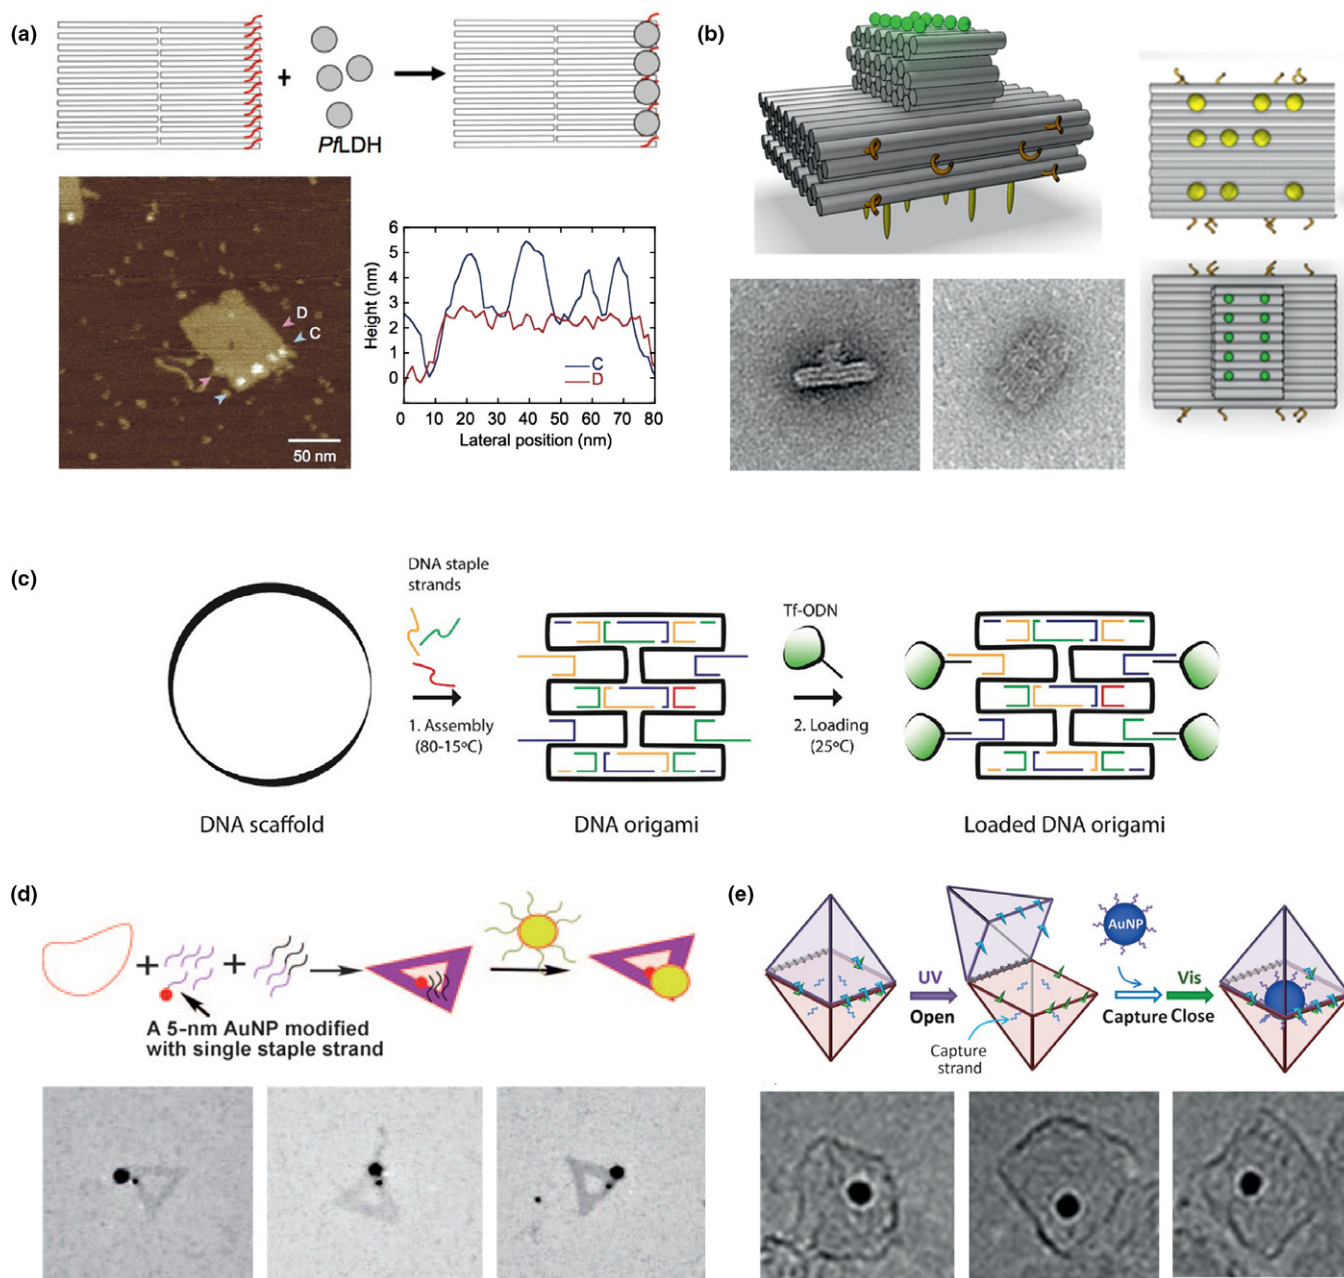 (a)
+
PfLDH
D
C
50 nm
Height (nm)
6
5
4
3
2
1
0
C
D
0 10 20 30 40 50 60 70 80
Lateral position (nm)
(b)
(c)
DNA staple
strands
1. Assembly
(80-15ºC)
Tf-ODN
2. Loading
(25ºC)
DNA scaffold
DNA origami
Loaded DNA origami
(d)
+ +
A 5-nm AuNP modified
with single staple strand
(e)
UV
Open
Capture
strand
AuNP
Capture
Vis
Close